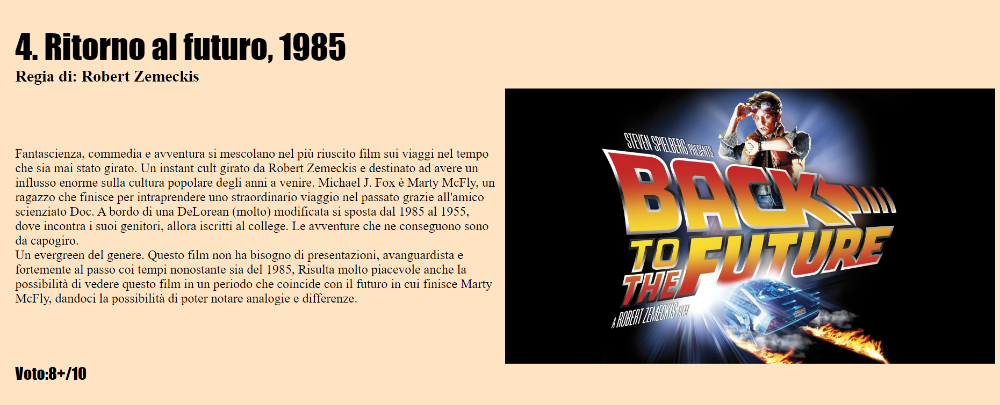 4. Ritorno al futuro, 1985
Regia di: Robert Zemeckis
Fantascienza, commedia e avventura si mescolano nel più riuscito film sui viaggi nel tempo
che sia mai stato girato. Un instant cult girato da Robert Zemeckis e destinato ad avere un
influsso enorme sulla cultura popolare degli anni a venire. Michael J. Fox è Marty McFly, un
ragazzo che finisce per intraprendere uno straordinario viaggio nel passato grazie all'amico
scienziato Doc. A bordo di una DeLorean (molto) modificata si sposta dal 1985 al 1955,
dove incontra i suoi genitori, allora iscritti al college. Le avventure che ne conseguono sono
da capogiro.
Un evergreen del genere. Questo film non ha bisogno di presentazioni, avanguardista e
fortemente al passo coi tempi nonostante sia del 1985, Risulta molto piacevole anche la
possibilità di vedere questo film in un periodo che coincide con il futuro in cui finisce Marty
McFly, dandoci la possibilità di poter notare analogie e differenze.
Voto:8+/10
STEVEN SPIELBERG PRESENTS
BACK
TO
THE FUTURE
A ROBERT ZEMECKIS FILM